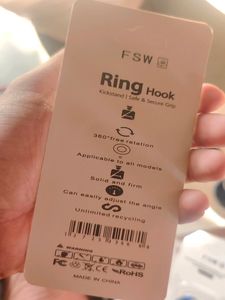 FSW
Ring Hook
Kickstand | Safe & Secure Grip
360°free rotation
Applicable to all models
Solid and firm
Can easily adjust the angle
Unlimited recycling
WARNING
FC CE RoHS
MADE IN CHINA